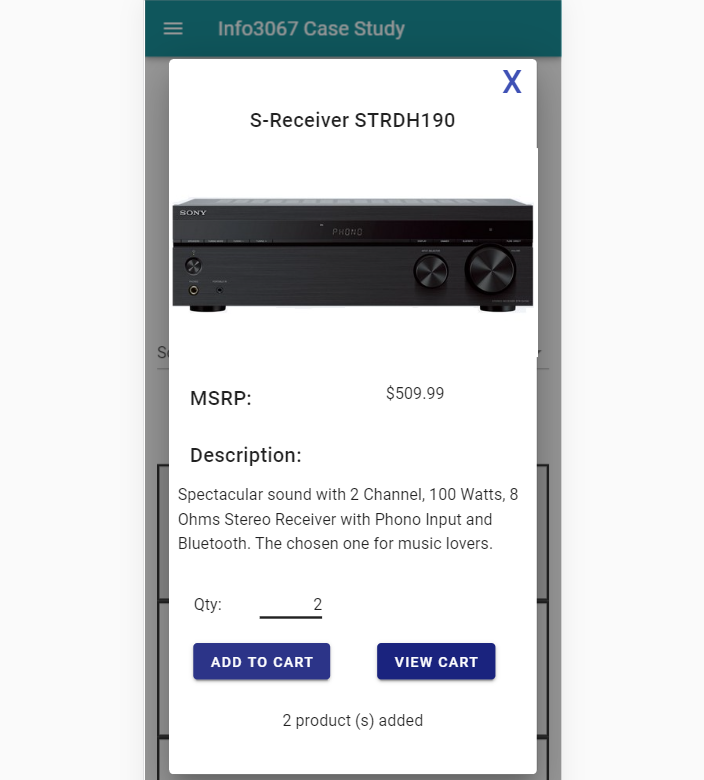 Info3067 Case Study
X
S-Receiver STRDH190
SONY
PHONO
MSRP:
$509.99
Description:
Spectacular sound with 2 Channel, 100 Watts, 8
Ohms Stereo Receiver with Phono Input and
Bluetooth. The chosen one for music lovers.
Qty: 2
ADD TO CART
VIEW CART
2 product (s) added